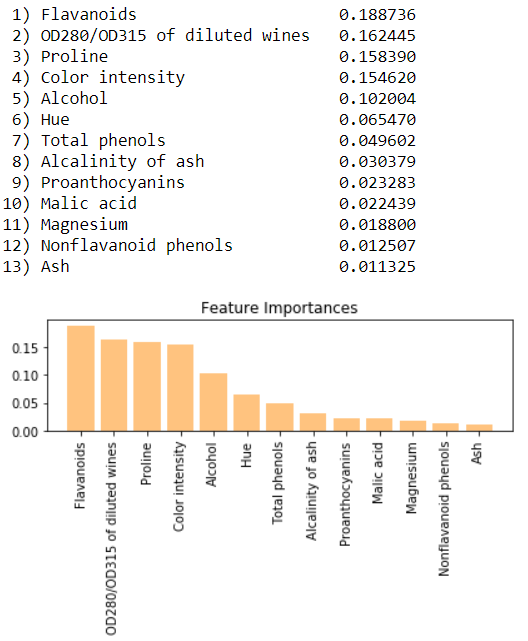 1) Flavanoids 0.188736
2) OD280/OD315 of diluted wines 0.162445
3) Proline 0.158390
4) Color intensity 0.154620
5) Alcohol 0.102004
6) Hue 0.065470
7) Total phenols 0.049602
8) Alcalinity of ash 0.030379
9) Proanthocyanins 0.023283
10) Malic acid 0.022439
11) Magnesium 0.018800
12) Nonflavanoid phenols 0.012507
13) Ash 0.011325
Feature Importances
0.15
0.10
0.05
0.00
Flavanoids
OD280/OD315 of diluted wines
Proline
Color intensity
Alcohol
Hue
Total phenols
Alcalinity of ash
Proanthocyanins
Malic acid
Magnesium
Nonflavanoid phenols
Ash